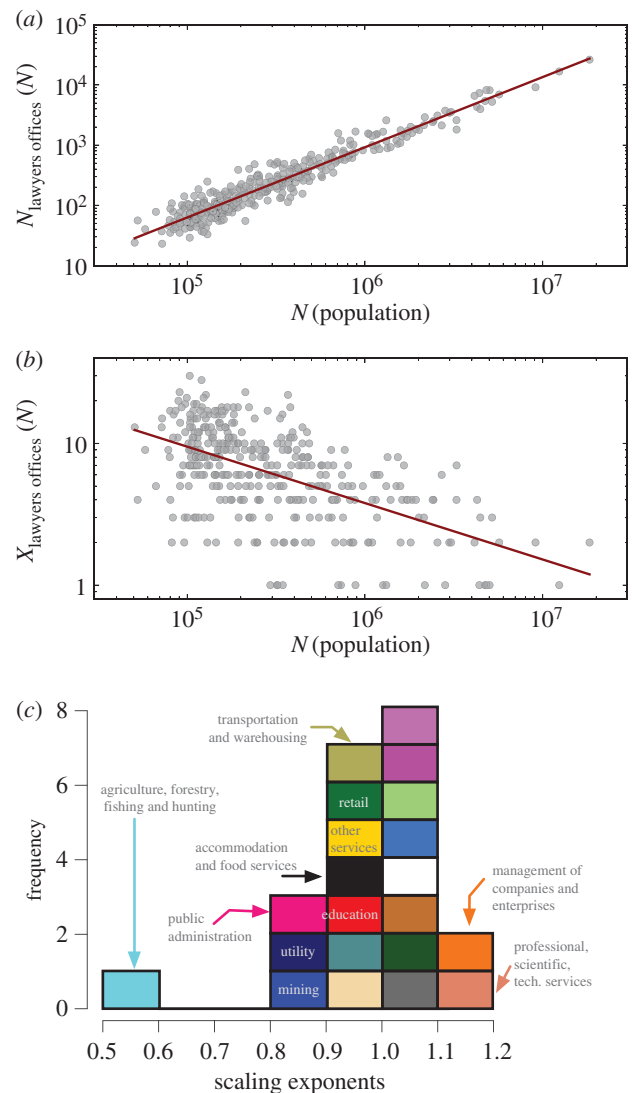 (a)
10^5
10^4
10^3
10^2
10
N_lawyers offices (N)
10^5 10^6 10^7
N (population)
(b)
10
1
X_lawyers offices (N)
10^5 10^6 10^7
N (population)
(c)
8
6
4
2
0
frequency
transportation
and warehousing
agriculture, forestry,
fishing and hunting
retail
other
services
accommodation
and food services
management of
companies and
enterprises
public
administration
education
utility
professional,
scientific,
tech. services
mining
0.5 0.6 0.7 0.8 0.9 1.0 1.1 1.2
scaling exponents